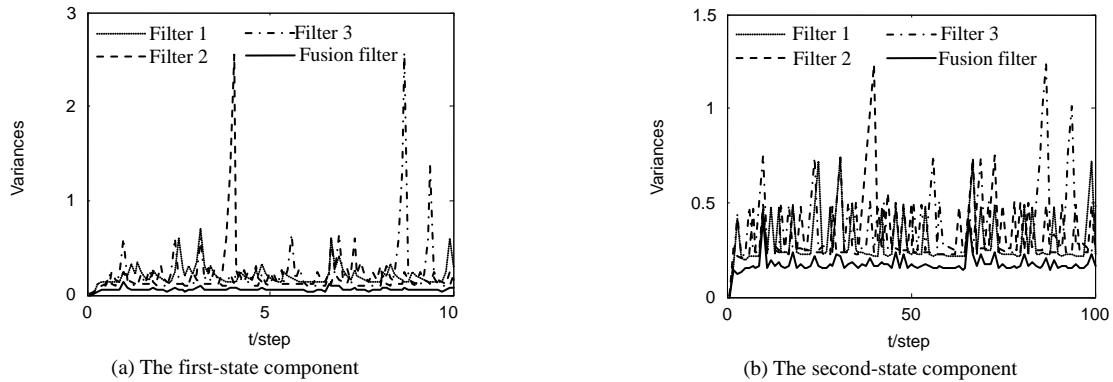 3
Filter 1
Filter 3
Filter 2
Fusion filter
2
Variances
1
0
0
5
10
t/step
(a) The first-state component
1.5
Filter 1
Filter 3
Filter 2
Fusion filter
1
Variances
0.5
0
0
50
100
t/step
(b) The second-state component